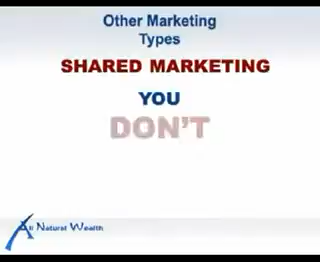 Other Marketing
Types
SHARED MARKETING
YOU
DON'T
All Natural Wealth